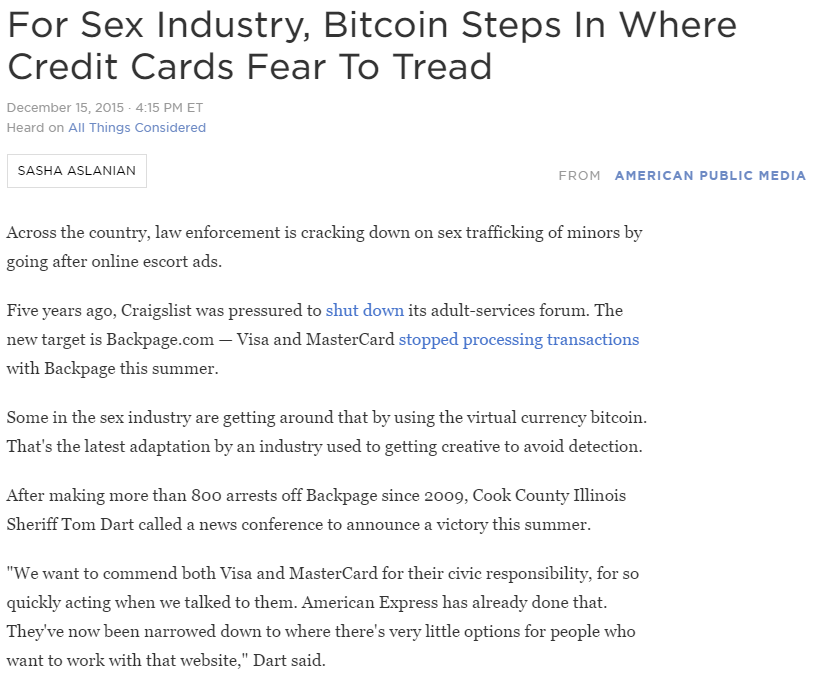 For Sex Industry, Bitcoin Steps In Where
Credit Cards Fear To Tread
December 15, 2015 · 4:15 PM ET
Heard on All Things Considered
SASHA ASLANIAN
FROM AMERICAN PUBLIC MEDIA
Across the country, law enforcement is cracking down on sex trafficking of minors by
going after online escort ads.
Five years ago, Craigslist was pressured to shut down its adult-services forum. The
new target is Backpage.com — Visa and MasterCard stopped processing transactions
with Backpage this summer.
Some in the sex industry are getting around that by using the virtual currency bitcoin.
That's the latest adaptation by an industry used to getting creative to avoid detection.
After making more than 800 arrests off Backpage since 2009, Cook County Illinois
Sheriff Tom Dart called a news conference to announce a victory this summer.
"We want to commend both Visa and MasterCard for their civic responsibility, for so
quickly acting when we talked to them. American Express has already done that.
They've now been narrowed down to where there's very little options for people who
want to work with that website," Dart said.